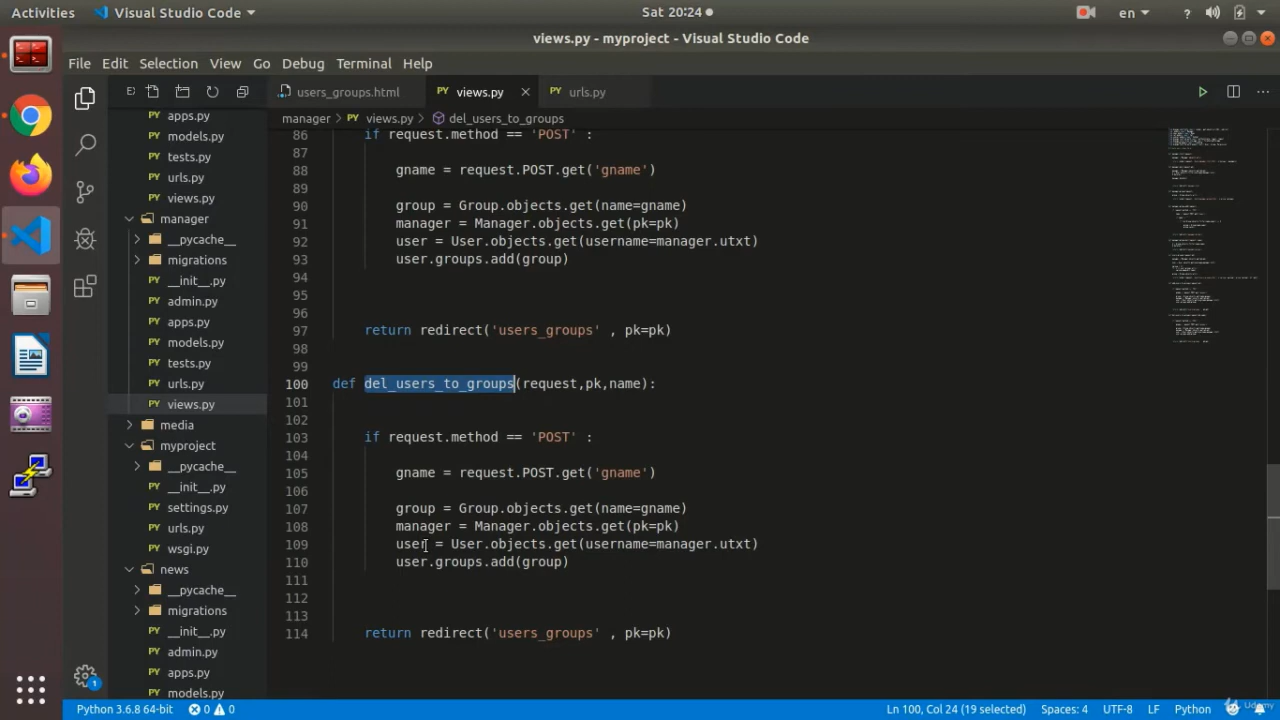 Activities Visual Studio Code Sat 20:24 en
views.py - myproject - Visual Studio Code
File Edit Selection View Go Debug Terminal Help
users_groups.html views.py urls.py
manager views.py del_users_to_groups
apps.py
models.py
tests.py
urls.py
views.py
manager
__pycache__
migrations
__init__.py
admin.py
apps.py
models.py
tests.py
urls.py
views.py
media
myproject
__pycache__
__init__.py
settings.py
urls.py
wsgi.py
news
__pycache__
migrations
__init__.py
admin.py
apps.py
models.py
86 if request.method == 'POST' :
87
88 gname = request.POST.get('gname')
89
90 group = Group.objects.get(name=gname)
91 manager = Manager.objects.get(pk=pk)
92 user = User.objects.get(username=manager.utxt)
93 user.groups.add(group)
94
95
96
97 return redirect('users_groups' , pk=pk)
98
99
100 def del_users_to_groups(request,pk,name):
101
102
103 if request.method == 'POST' :
104
105 gname = request.POST.get('gname')
106
107 group = Group.objects.get(name=gname)
108 manager = Manager.objects.get(pk=pk)
109 user = User.objects.get(username=manager.utxt)
110 user.groups.add(group)
111
112
113
114 return redirect('users_groups' , pk=pk)
1
Python 3.6.8 64-bit 0 0 Ln 100, Col 24 (19 selected) Spaces: 4 UTF-8 LF Python
Udemy